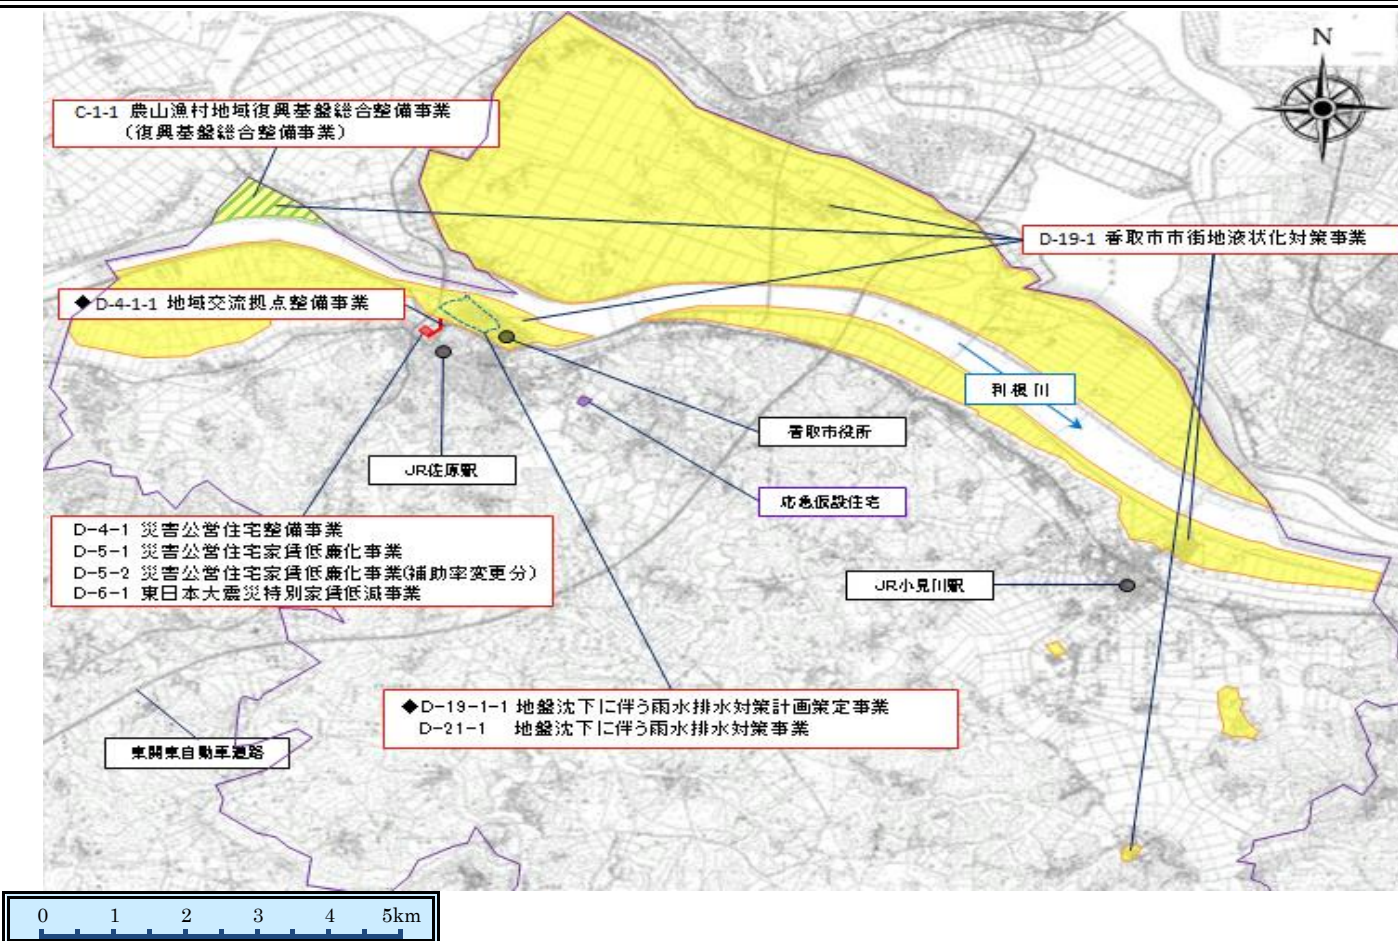 N
C-1-1 農山漁村地域復興基盤総合整備事業
（復興基盤総合整備事業）
D-19-1 香取市市街地液状化対策事業
◆D-4-1-1 地域交流拠点整備事業
利根川
香取市役所
JR佐原駅
応急仮設住宅
D-4-1 災害公営住宅整備事業
D-5-1 災害公営住宅家賃低廉化事業
D-5-2 災害公営住宅家賃低廉化事業(補助率変更分)
D-6-1 東日本大震災特別家賃低減事業
JR小見川駅
◆D-19-1-1 地盤沈下に伴う雨水排水対策計画策定事業
D-21-1 地盤沈下に伴う雨水排水対策事業
東関東自動車道路
0 1 2 3 4 5km